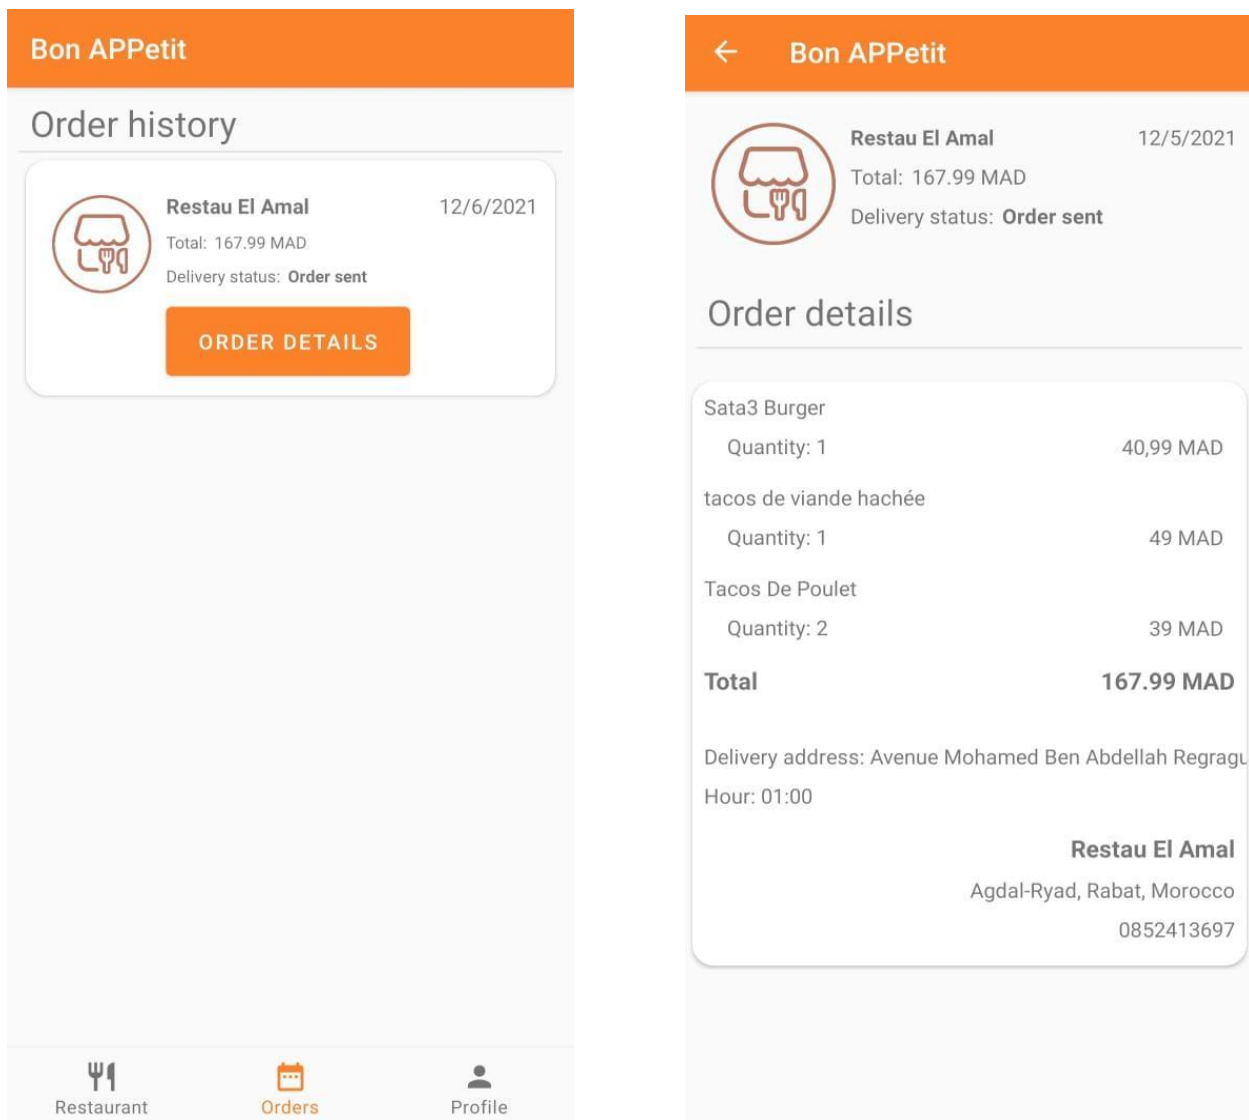 Bon APPetit
Order history
Restau El Amal 12/6/2021
Total: 167.99 MAD
Delivery status: Order sent
ORDER DETAILS
Restaurant Orders Profile
Bon APPetit
Restau El Amal 12/5/2021
Total: 167.99 MAD
Delivery status: Order sent
Order details
Sata3 Burger
Quantity: 1 40,99 MAD
tacos de viande hachée
Quantity: 1 49 MAD
Tacos De Poulet
Quantity: 2 39 MAD
Total 167.99 MAD
Delivery address: Avenue Mohamed Ben Abdellah Regragu
Hour: 01:00
Restau El Amal
Agdal-Ryad, Rabat, Morocco
0852413697